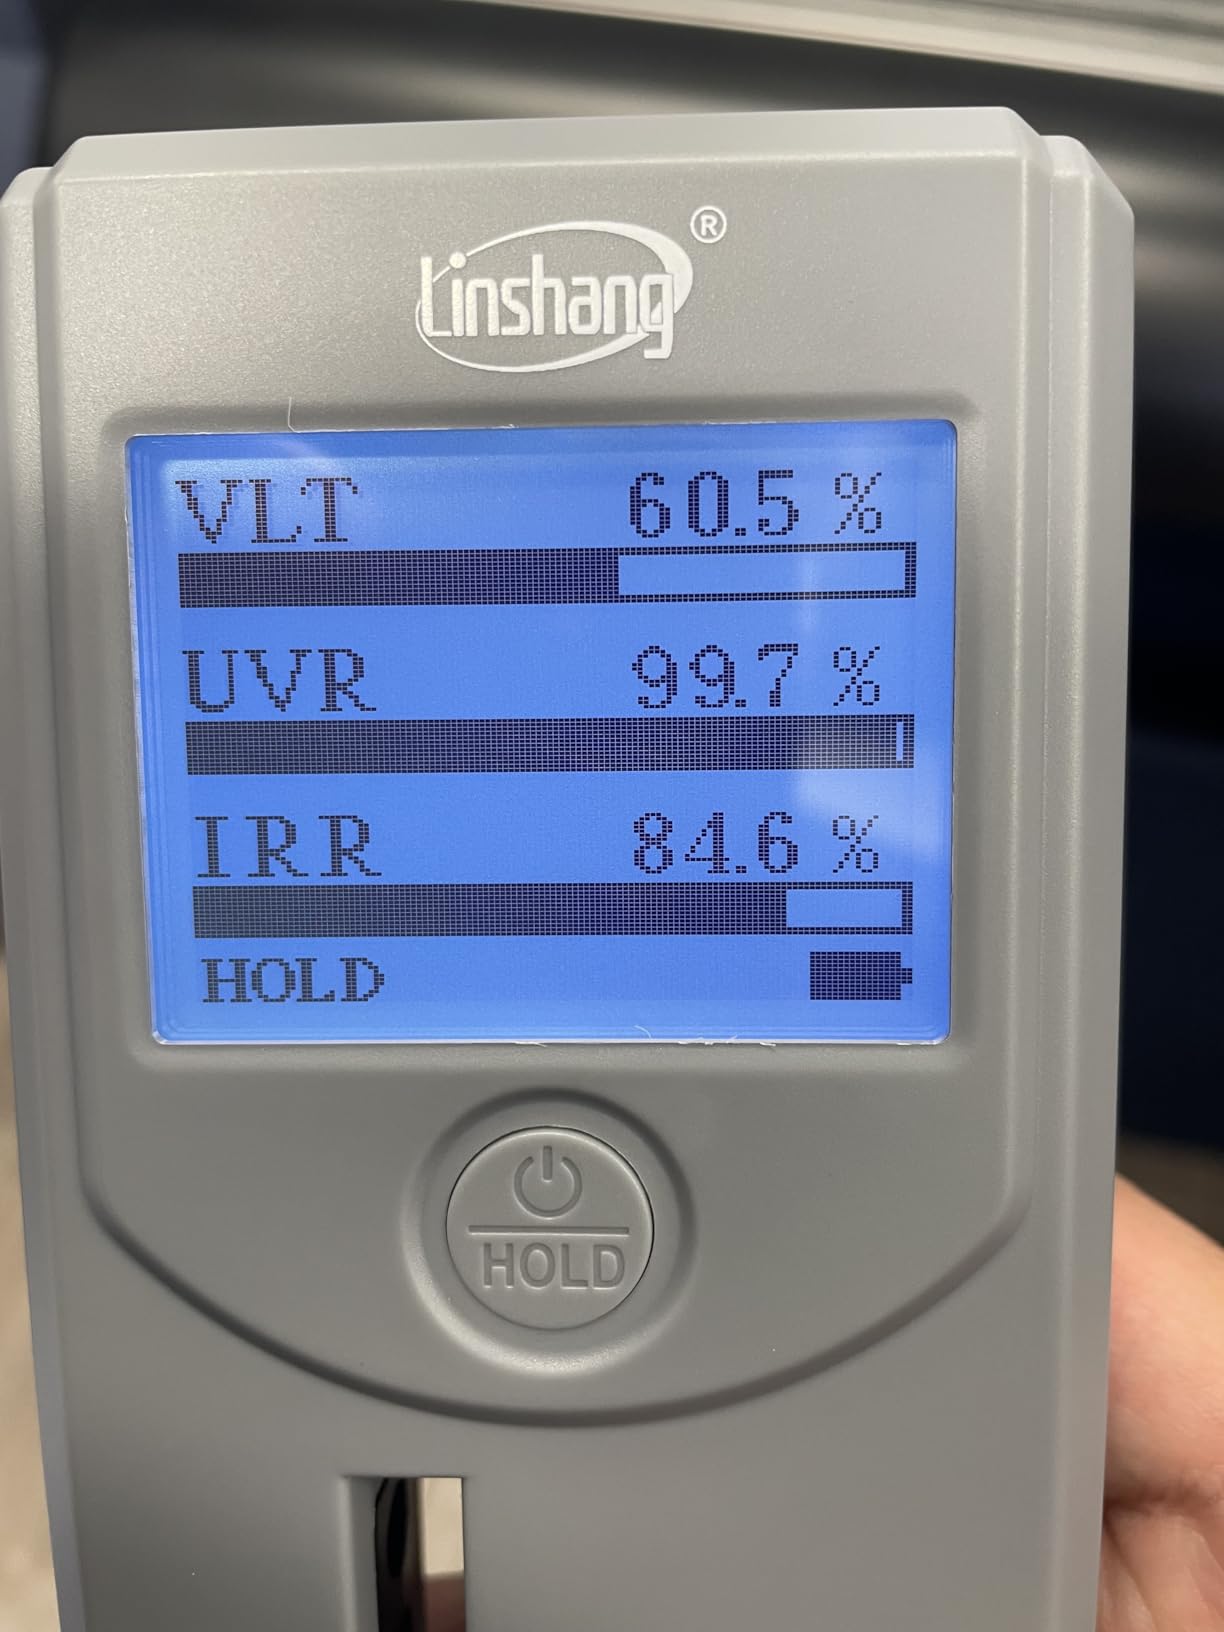 Linshang®
VLT 60.5 %
UVR 99.7 %
IRR 84.6 %
HOLD
HOLD